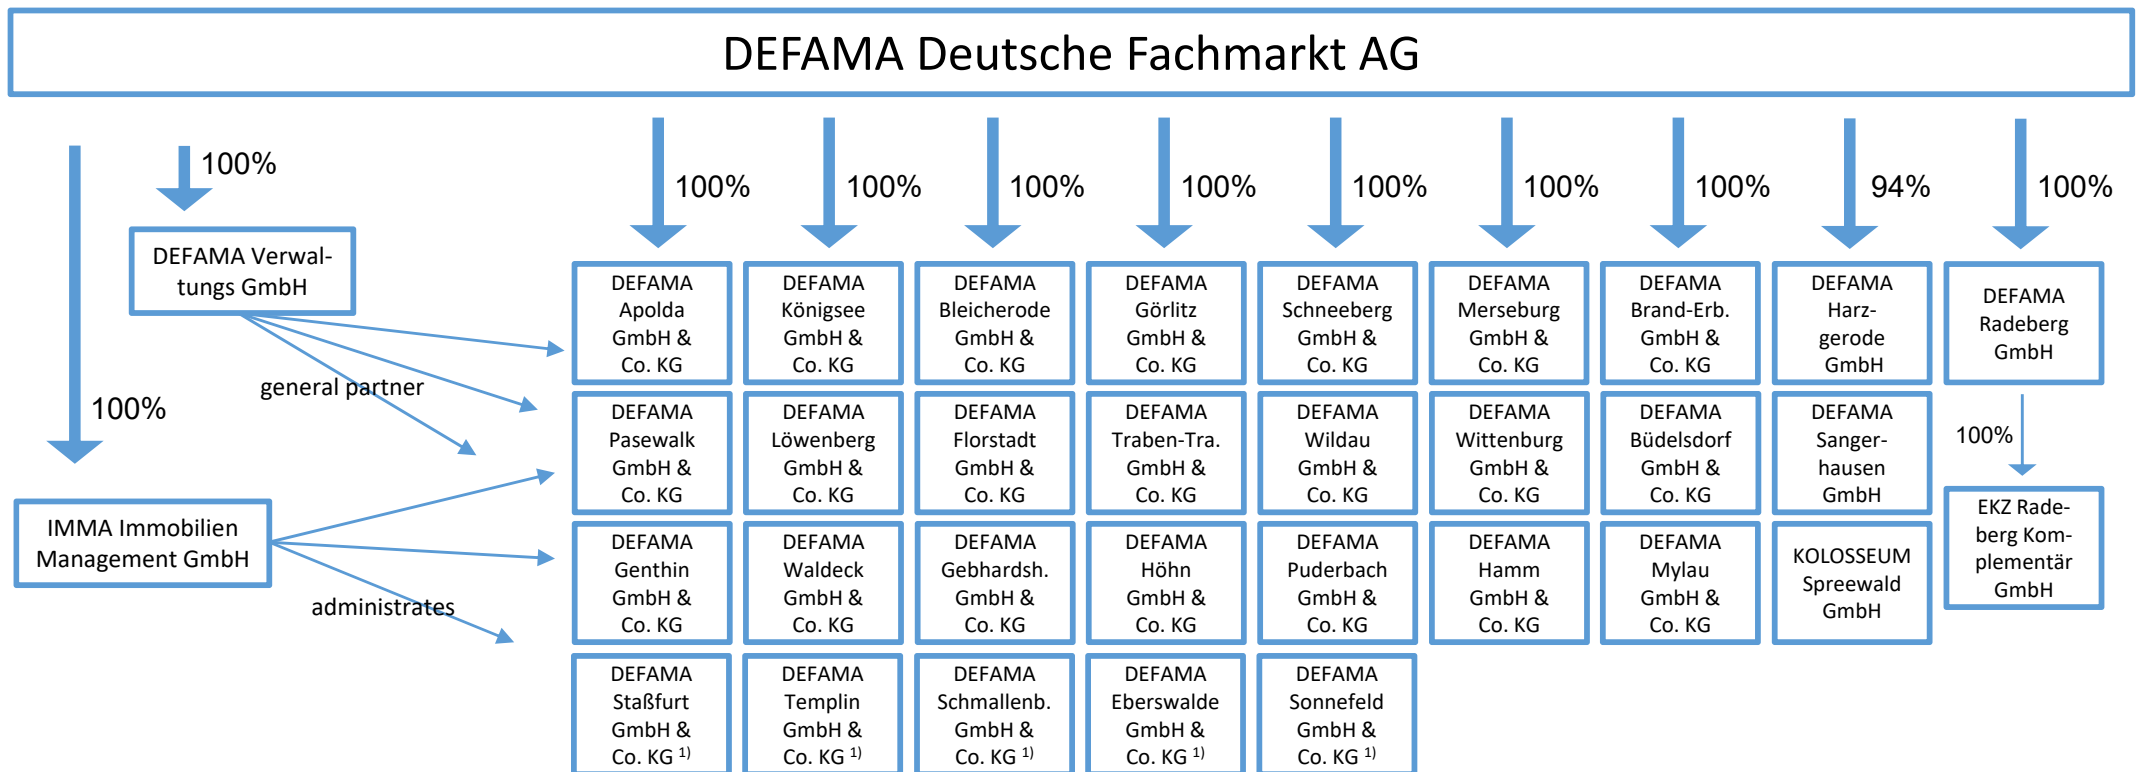 DEFAMA Deutsche Fachmarkt AG
100%
100%
100%
100%
100%
100%
100%
100%
100%
94%
100%
DEFAMA Verwal-
tungs GmbH
general partner
IMMA Immobilien
Management GmbH
administrates
DEFAMA
Apolda
GmbH &
Co. KG
DEFAMA
Königsee
GmbH &
Co. KG
DEFAMA
Bleicherode
GmbH &
Co. KG
DEFAMA
Görlitz
GmbH &
Co. KG
DEFAMA
Schneeberg
GmbH &
Co. KG
DEFAMA
Merseburg
GmbH &
Co. KG
DEFAMA
Brand-Erb.
GmbH &
Co. KG
DEFAMA
Harz-
gerode
GmbH
DEFAMA
Radeberg
GmbH
DEFAMA
Pasewalk
GmbH &
Co. KG
DEFAMA
Löwenberg
GmbH &
Co. KG
DEFAMA
Florstadt
GmbH &
Co. KG
DEFAMA
Traben-Tra.
GmbH &
Co. KG
DEFAMA
Wildau
GmbH &
Co. KG
DEFAMA
Wittenburg
GmbH &
Co. KG
DEFAMA
Büdelsdorf
GmbH &
Co. KG
DEFAMA
Sanger-
hausen
GmbH
100%
EKZ Rade-
berg Kom-
plementär
GmbH
DEFAMA
Genthin
GmbH &
Co. KG
DEFAMA
Waldeck
GmbH &
Co. KG
DEFAMA
Gebhardsh.
GmbH &
Co. KG
DEFAMA
Höhn
GmbH &
Co. KG
DEFAMA
Puderbach
GmbH &
Co. KG
DEFAMA
Hamm
GmbH &
Co. KG
DEFAMA
Mylau
GmbH &
Co. KG
KOLOSSEUM
Spreewald
GmbH
DEFAMA
Staßfurt
GmbH &
Co. KG 1)
DEFAMA
Templin
GmbH &
Co. KG 1)
DEFAMA
Schmallenb.
GmbH &
Co. KG 1)
DEFAMA
Eberswalde
GmbH &
Co. KG 1)
DEFAMA
Sonnefeld
GmbH &
Co. KG 1)